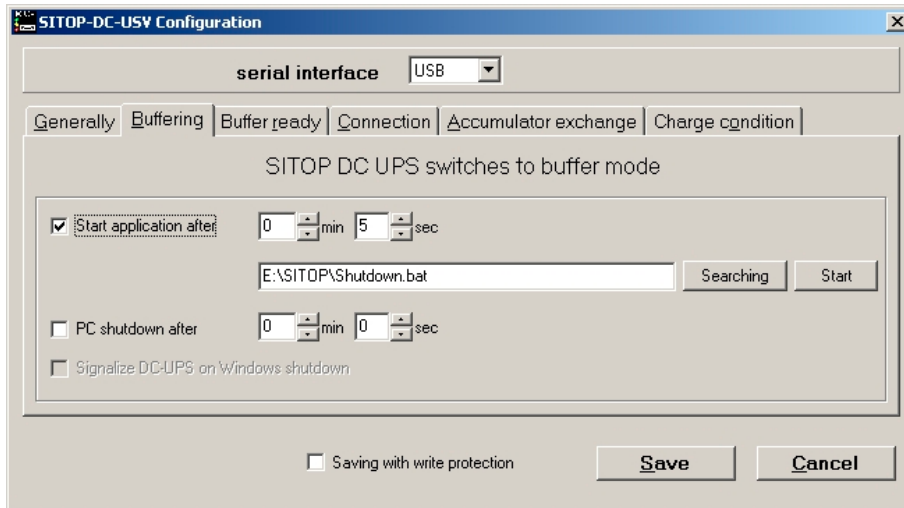 SITOP-DC-USV Configuration
serial interface USB
Generally Buffering Buffer ready Connection Accumulator exchange Charge condition
SITOP DC UPS switches to buffer mode
Start application after 0 min 5 sec
E:\SITOP\Shutdown.bat Searching Start
PC shutdown after 0 min 0 sec
Signalize DC-UPS on Windows shutdown
Saving with write protection Save Cancel